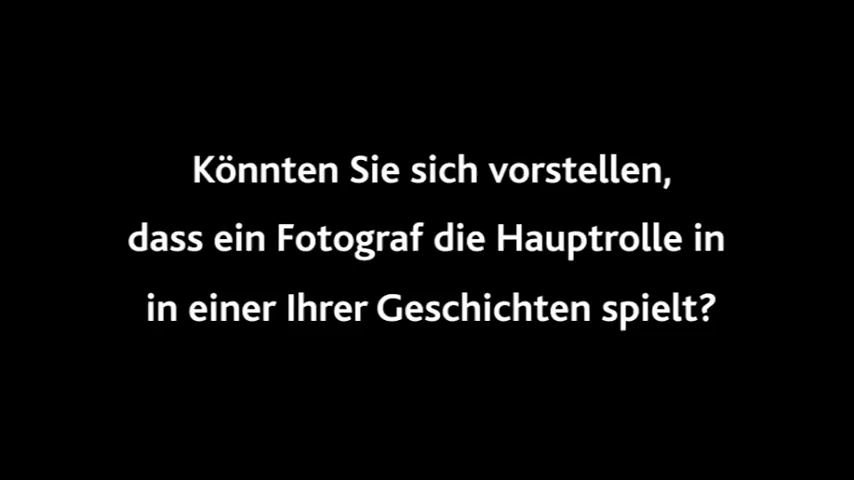 Könnten Sie sich vorstellen,
dass ein Fotograf die Hauptrolle in
in einer Ihrer Geschichten spielt?